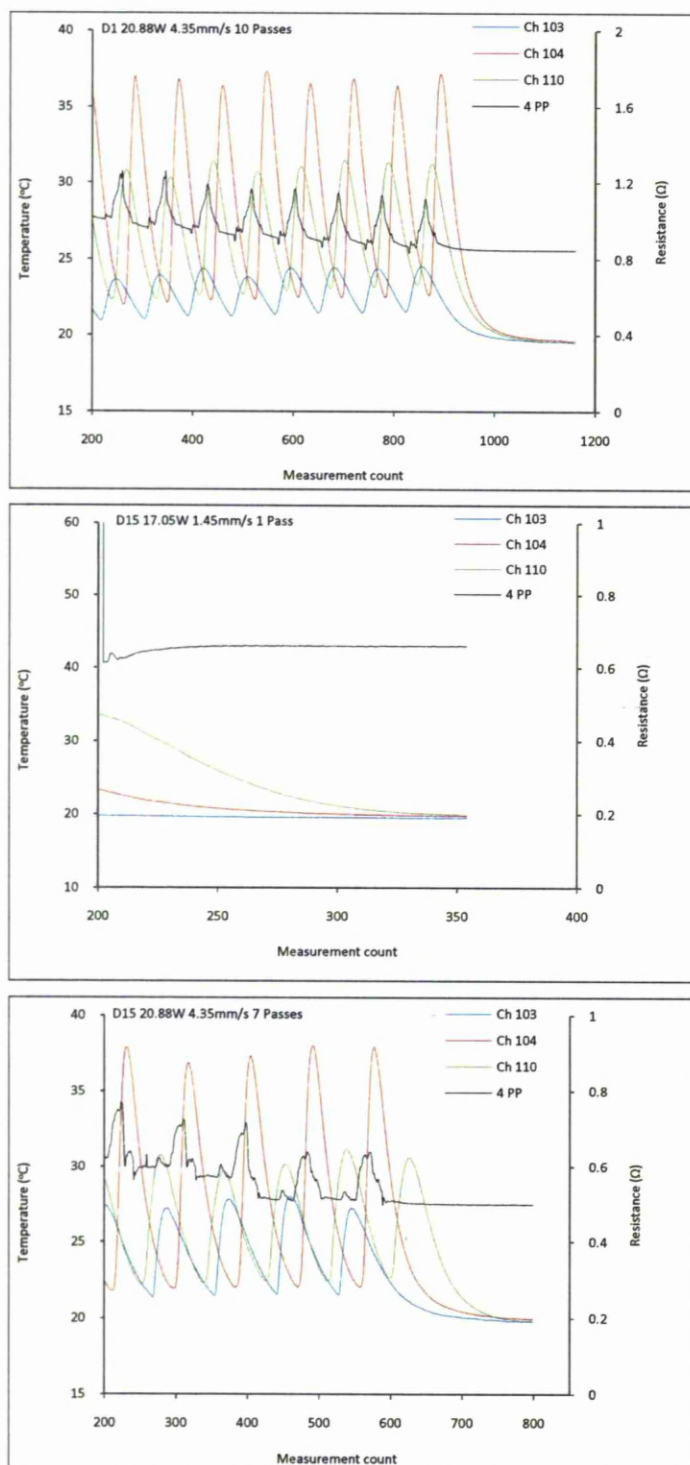 D1 20.88W 4.35mm/s 10 Passes
Ch 103
Ch 104
Ch 110
4 PP
40
35
30
25
20
15
2
1.6
1.2
0.8
0.4
0
Temperature (°C)
Resistance (Ω)
200 400 600 800 1000 1200
Measurement count
D15 17.05W 1.45mm/s 1 Pass
Ch 103
Ch 104
Ch 110
4 PP
60
50
40
30
20
10
1
0.8
0.6
0.4
0.2
0
Temperature (°C)
Resistance (Ω)
200 250 300 350 400
Measurement count
D15 20.88W 4.35mm/s 7 Passes
Ch 103
Ch 104
Ch 110
4 PP
40
35
30
25
20
15
1
0.8
0.6
0.4
0.2
0
Temperature (°C)
Resistance (Ω)
200 300 400 500 600 700 800
Measurement count